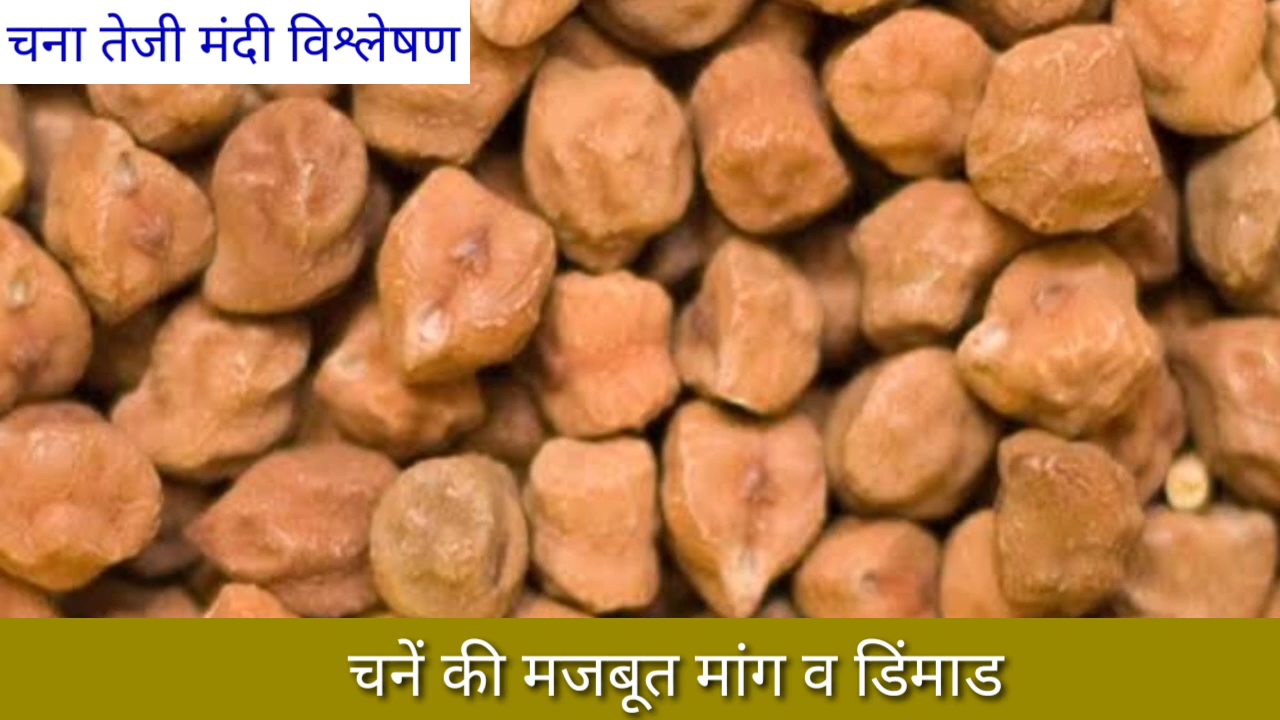 चना तेजी मंदी विश्लेषण
चनें की मजबूत मांग व डिंमाड